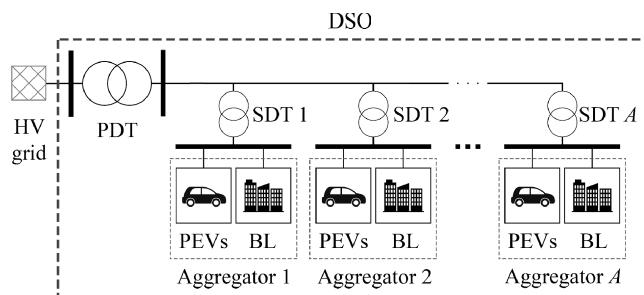 DSO
HV
grid
PDT
SDT 1
SDT 2
SDT A
PEVs BL
PEVs BL
PEVs BL
Aggregator 1
Aggregator 2
Aggregator A